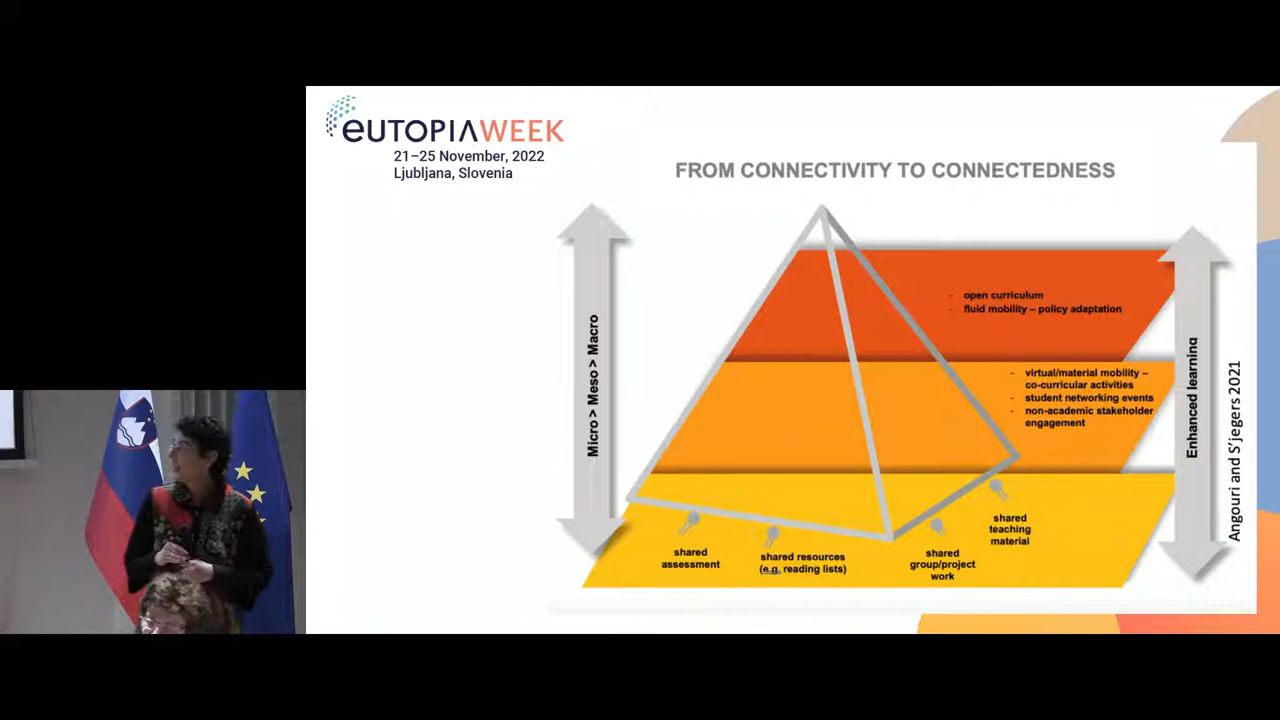 eUTOPIAWEEK
21–25 November, 2022
Ljubljana, Slovenia
FROM CONNECTIVITY TO CONNECTEDNESS
Micro > Meso > Macro
- open curriculum
- fluid mobility – policy adaptation
- virtual/material mobility –
co-curricular activities
- student networking events
- non-academic stakeholder
engagement
shared
assessment
shared resources
(e.g. reading lists)
shared
group/project
work
shared
teaching
material
Enhanced learning
Angouri and S'jegers 2021